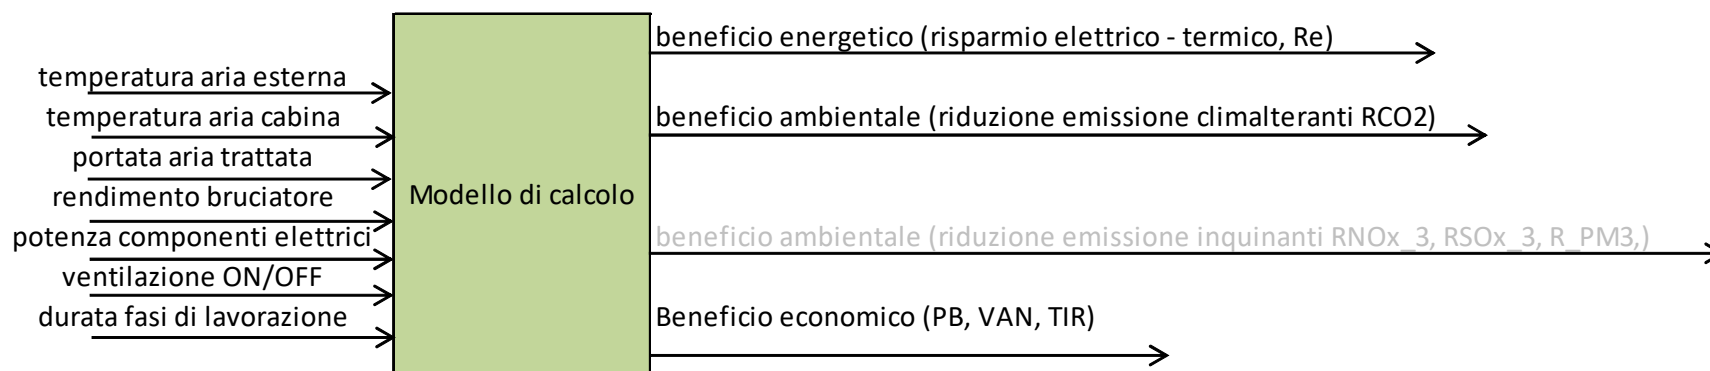 temperatura aria esterna
temperatura aria cabina
portata aria trattata
rendimento bruciatore
potenza componenti elettrici
ventilazione ON/OFF
durata fasi di lavorazione
Modello di calcolo
beneficio energetico (risparmio elettrico - termico, Re)
beneficio ambientale (riduzione emissione climalteranti RCO2)
beneficio ambientale (riduzione emissione inquinanti RNOx_3, RSOx_3, R_PM3,)
Beneficio economico (PB, VAN, TIR)